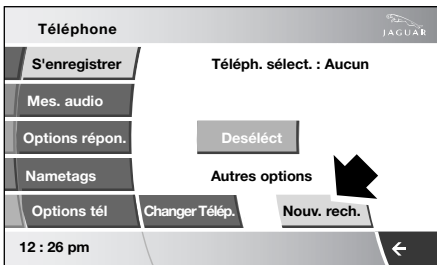 Téléphone
JAGUAR
S'enregistrer
Téléph. sélect. : Aucun
Mes. audio
Options répon.
Deséléct
Nametags
Autres options
Options tél
Changer Télép.
Nouv. rech.
12 : 26 pm